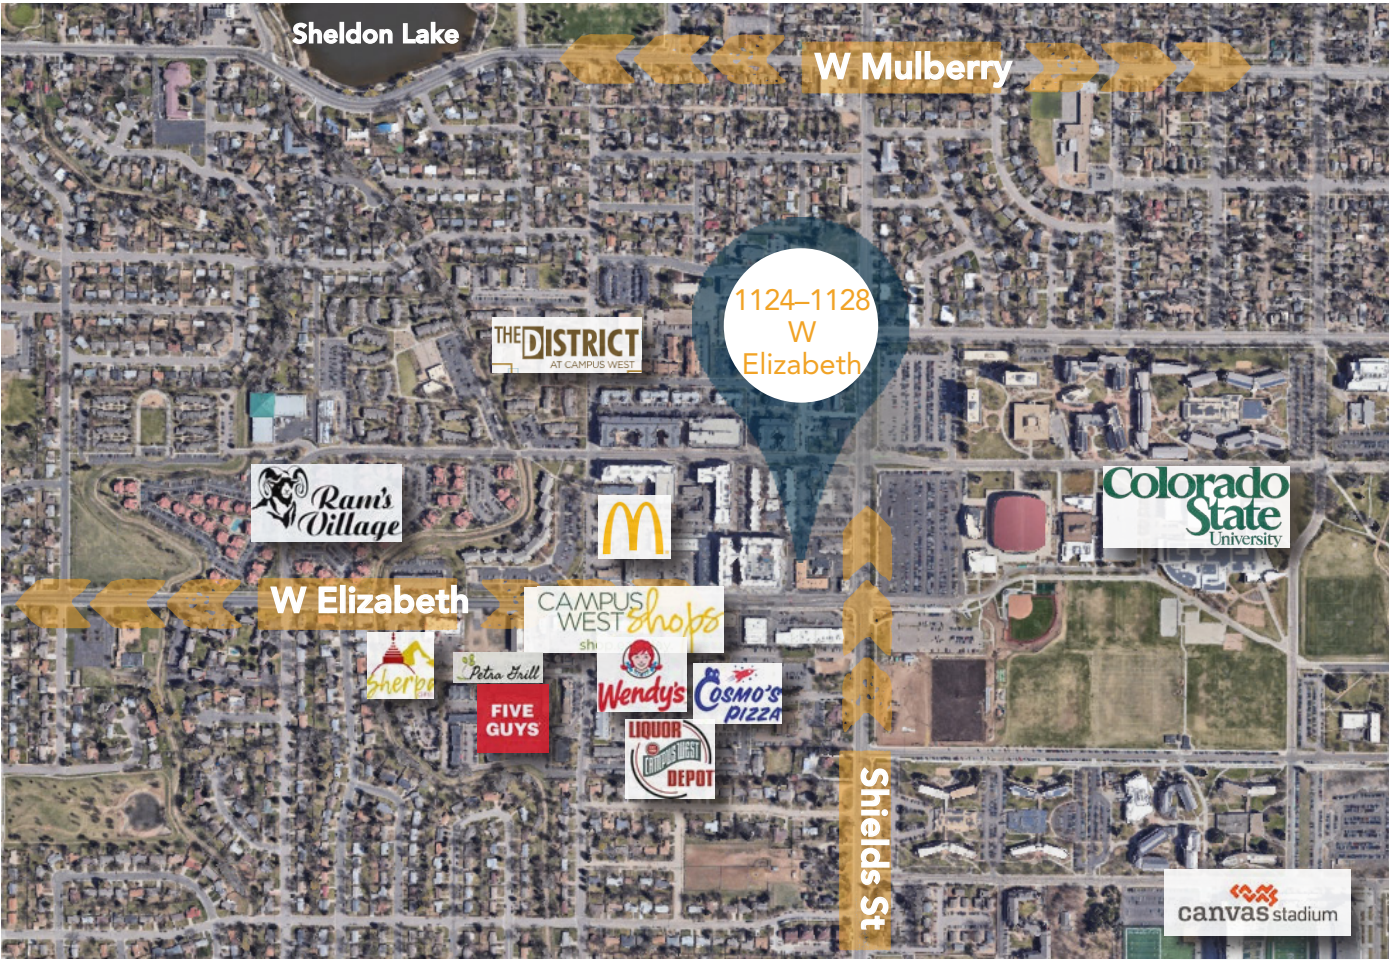 Sheldon Lake
W Mulberry
1124–1128
W
Elizabeth
THE DISTRICT
AT CAMPUS WEST
Ram's
Village
Colorado
State
University
W Elizabeth
CAMPUS
WEST shops
Sherpa
Petra Grill
Wendy's
COSMO'S
PIZZA
FIVE
GUYS
LIQUOR
CAMPUS WEST
DEPOT
Shields St
canvas stadium